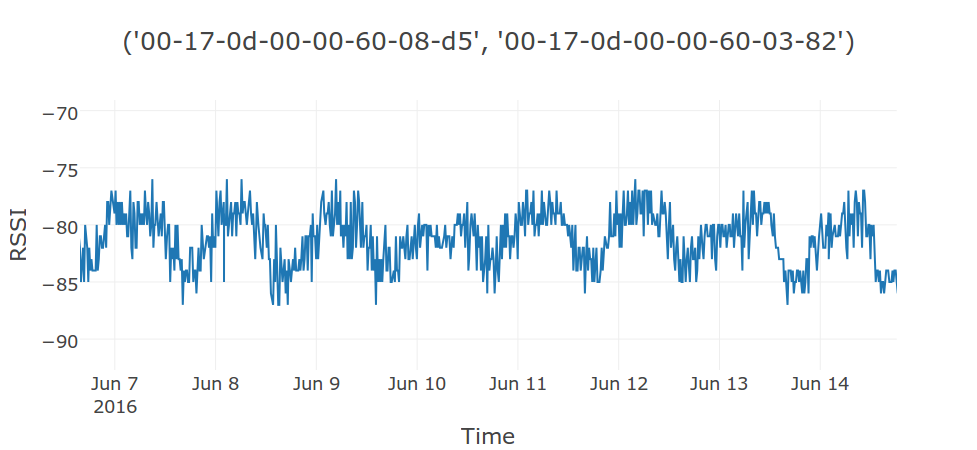 ('00-17-0d-00-00-60-08-d5', '00-17-0d-00-00-60-03-82')
−70
−75
−80
−85
−90
RSSI
Jun 7
2016
Jun 8
Jun 9
Jun 10
Jun 11
Jun 12
Jun 13
Jun 14
Time